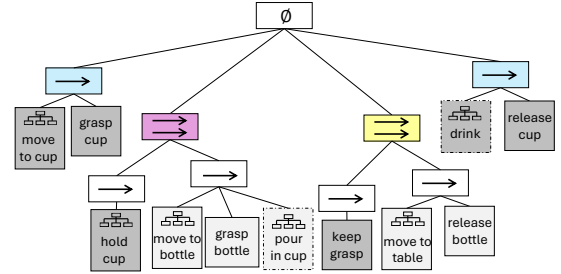 ∅
→
move
to cup
grasp
cup
→
→
→
hold
cup
→
move to
bottle
grasp
bottle
pour
in cup
→
→
→
keep
grasp
→
move to
table
release
bottle
→
drink
release
cup